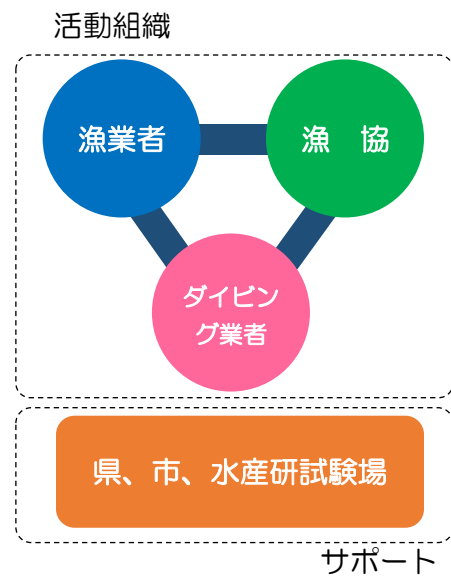 活動組織
漁業者
漁　協
ダイビン
グ業者
県、市、水産研試験場
サポート